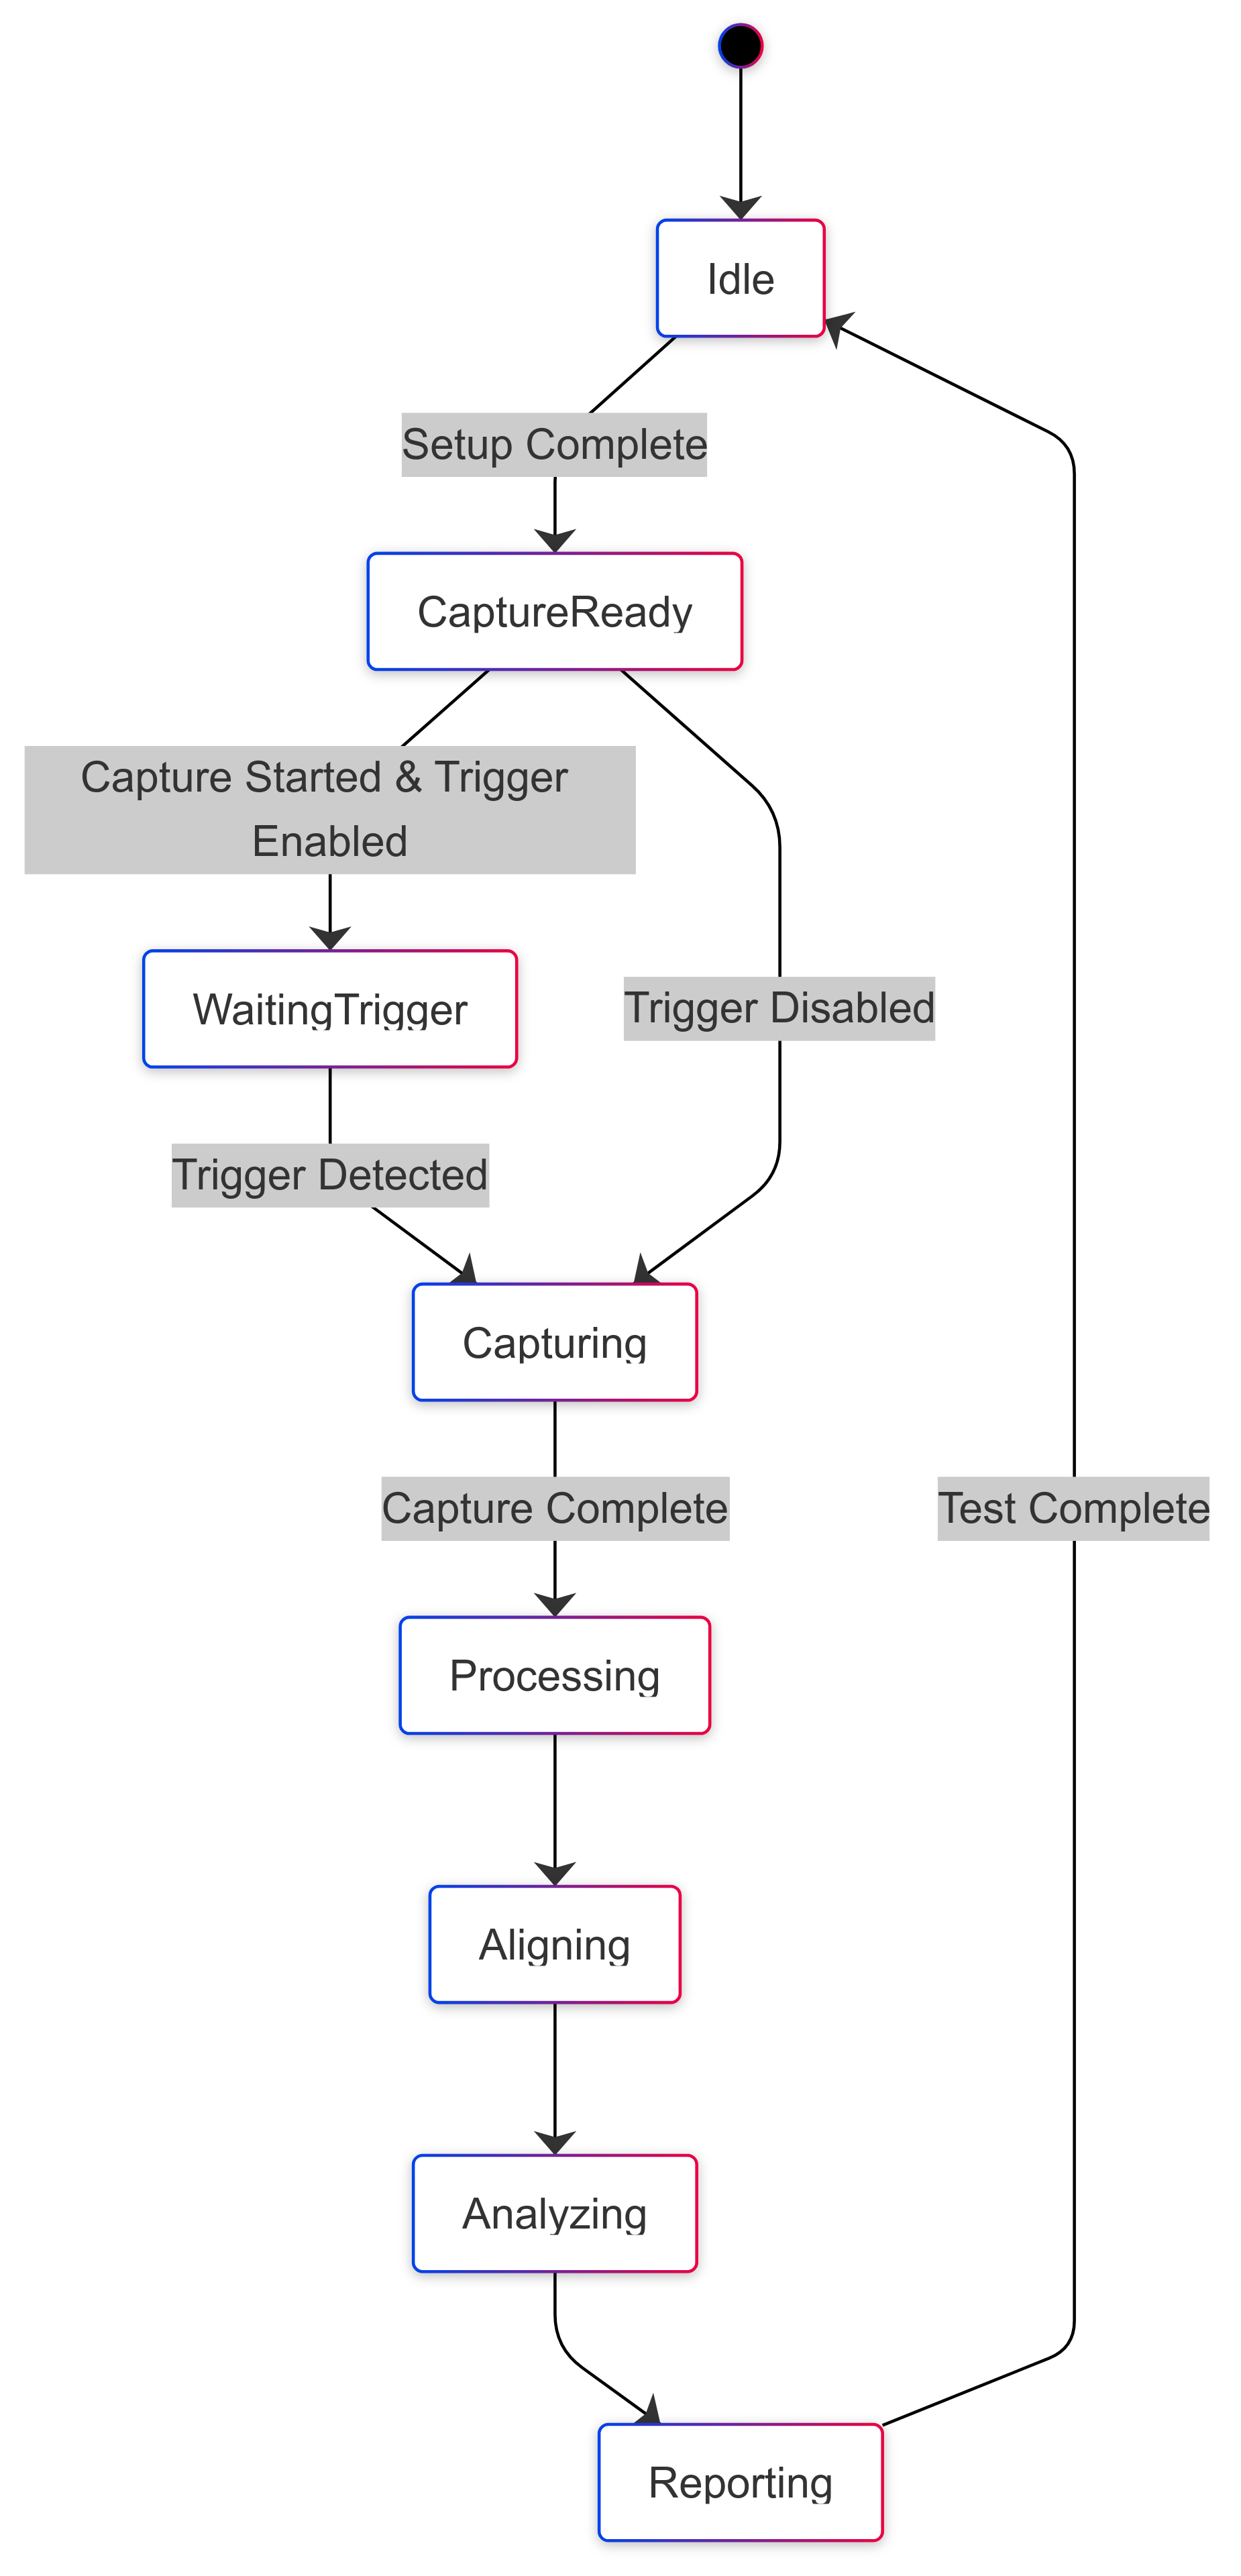 Idle
Setup Complete
CaptureReady
Capture Started & Trigger
Enabled
WaitingTrigger
Trigger Disabled
Trigger Detected
Capturing
Capture Complete
Test Complete
Processing
Aligning
Analyzing
Reporting